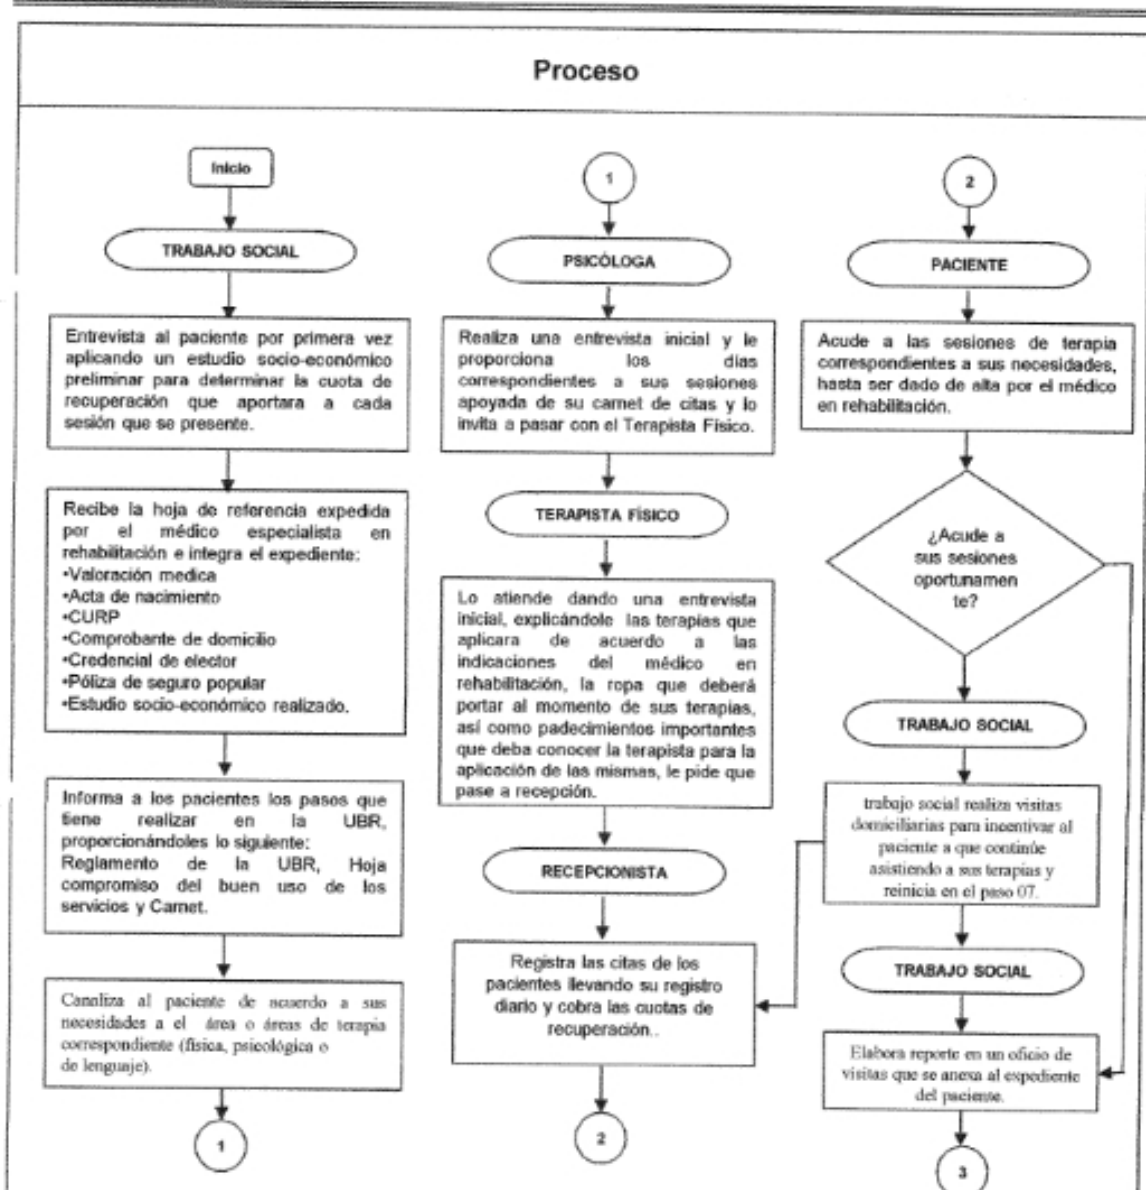 Proceso
Inicio
TRABAJO SOCIAL
Entrevista al paciente por primera vez
aplicando un estudio socio-económico
preliminar para determinar la cuota de
recuperación que aportara a cada
sesión que se presente.
Recibe la hoja de referencia expedida
por el médico especialista en
rehabilitación e integra el expediente:
•Valoración medica
•Acta de nacimiento
•CURP
•Comprobante de domicilio
•Credencial de elector
•Póliza de seguro popular
•Estudio socio-económico realizado.
Informa a los pacientes los pasos que
tiene realizar en la UBR,
proporcionándoles lo siguiente:
Reglamento de la UBR, Hoja
compromiso del buen uso de los
servicios y Carnet.
Canaliza al paciente de acuerdo a sus
necesidades a el área o áreas de terapia
correspondiente (física, psicológica o
de lenguaje).
1
1
PSICÓLOGA
Realiza una entrevista inicial y le
proporciona los días
correspondientes a sus sesiones
apoyada de su carnet de citas y lo
invita a pasar con el Terapista Físico.
TERAPISTA FÍSICO
Lo atiende dando una entrevista
inicial, explicándole las terapias que
aplicara de acuerdo a las
indicaciones del médico en
rehabilitación, la ropa que deberá
portar al momento de sus terapias,
así como padecimientos importantes
que deba conocer la terapista para la
aplicación de las mismas, le pide que
pase a recepción.
RECEPCIONISTA
Registra las citas de los
pacientes llevando su registro
diario y cobra las cuotas de
recuperación..
2
2
PACIENTE
Acude a las sesiones de terapia
correspondientes a sus necesidades,
hasta ser dado de alta por el médico
en rehabilitación.
¿Acude a
sus sesiones
oportunamen
te?
TRABAJO SOCIAL
trabajo social realiza visitas
domiciliarias para incentivar al
paciente a que continúe
asistiendo a sus terapias y
reinicia en el paso 07.
TRABAJO SOCIAL
Elabora reporte en un oficio de
visitas que se anexa al expediente
del paciente.
3